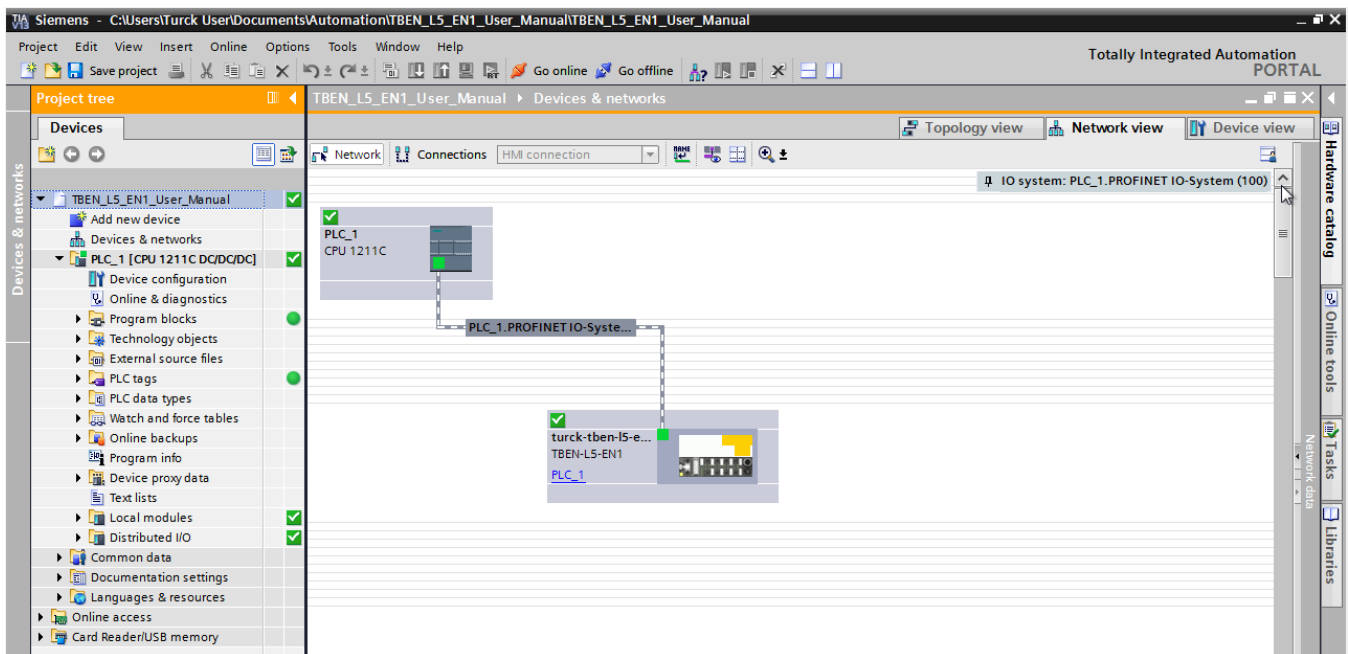 TIA V13 Siemens - C:\Users\Turck User\Documents\Automation\TBEN_L5_EN1_User_Manual\TBEN_L5_EN1_User_Manual
Project Edit View Insert Online Options Tools Window Help
Totally Integrated Automation
PORTAL
Save project
Go online
Go offline
Project tree
TBEN_L5_EN1_User_Manual
Devices & networks
Devices
Topology view
Network view
Device view
Network
Connections
HMI connection
IO system: PLC_1.PROFINET IO-System (100)
TBEN_L5_EN1_User_Manual
Add new device
Devices & networks
PLC_1 [CPU 1211C DC/DC/DC]
Device configuration
Online & diagnostics
Program blocks
Technology objects
External source files
PLC tags
PLC data types
Watch and force tables
Online backups
Program info
Device proxy data
Text lists
Local modules
Distributed I/O
Common data
Documentation settings
Languages & resources
Online access
Card Reader/USB memory
PLC_1
CPU 1211C
PLC_1.PROFINET IO-Syste...
turck-tben-l5-e...
TBEN-L5-EN1
PLC_1
Devices & networks
Network data
Hardware catalog
Online tools
Tasks
Libraries